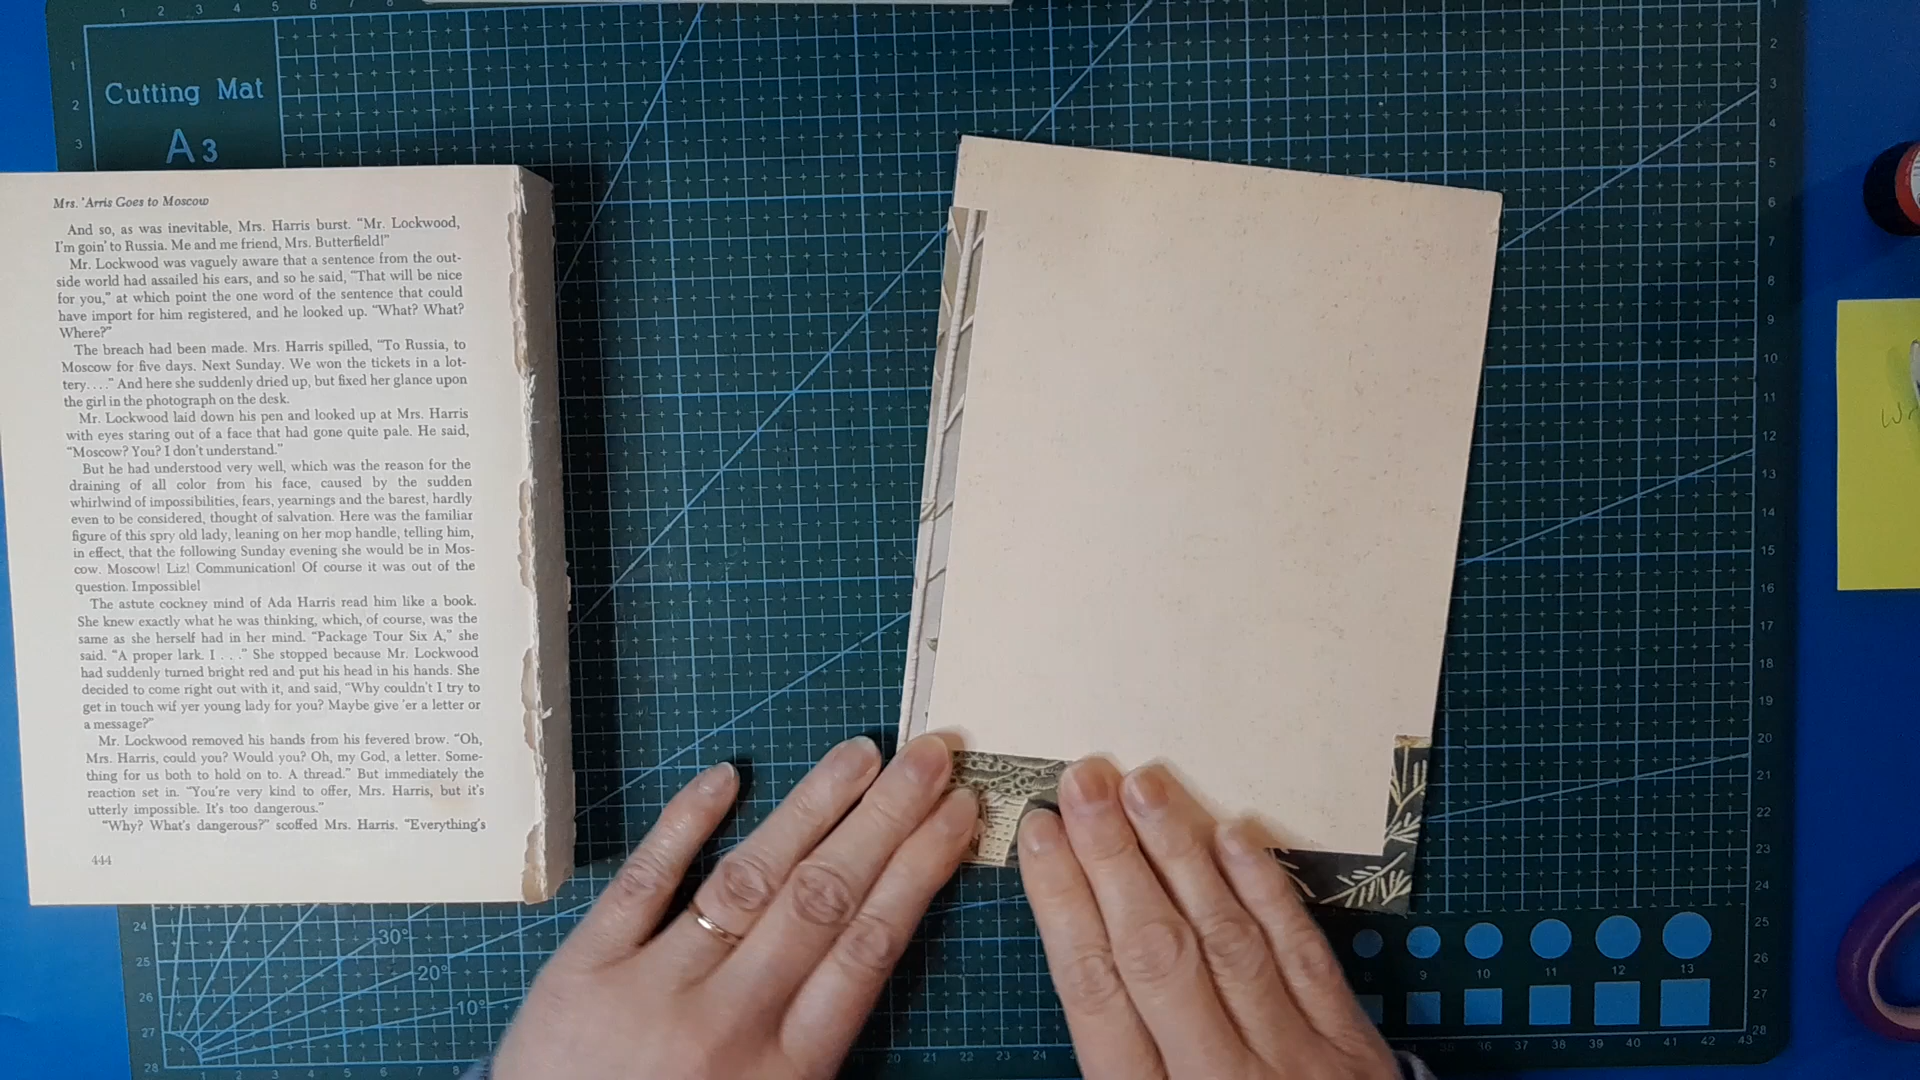 Cutting Mat
A3
Mrs. 'Arris Goes to Moscow
And so, as was inevitable, Mrs. Harris burst. “Mr. Lockwood,
I'm goin' to Russia. Me and me friend, Mrs. Butterfield!”
Mr. Lockwood was vaguely aware that a sentence from the out-
side world had assailed his ears, and so he said, “That will be nice
for you,” at which point the one word of the sentence that could
have import for him registered, and he looked up. “What? What?
Where?”
The breach had been made. Mrs. Harris spilled, “To Russia, to
Moscow for five days. Next Sunday. We won the tickets in a lot-
tery. . . .” And here she suddenly dried up, but fixed her glance upon
the girl in the photograph on the desk.
Mr. Lockwood laid down his pen and looked up at Mrs. Harris
with eyes staring out of a face that had gone quite pale. He said,
“Moscow? You? I don't understand.”
But he had understood very well, which was the reason for the
draining of all color from his face, caused by the sudden
whirlwind of impossibilities, fears, yearnings and the barest, hardly
even to be considered, thought of salvation. Here was the familiar
figure of this spry old lady, leaning on her mop handle, telling him,
in effect, that the following Sunday evening she would be in Mos-
cow. Moscow! Liz! Communication! Of course it was out of the
question. Impossible!
The astute cockney mind of Ada Harris read him like a book.
She knew exactly what he was thinking, which, of course, was the
same as she herself had in her mind. “Package Tour Six A,” she
said. “A proper lark. I . . .” She stopped because Mr. Lockwood
had suddenly turned bright red and put his head in his hands. She
decided to come right out with it, and said, “Why couldn't I try to
get in touch wif yer young lady for you? Maybe give 'er a letter or
a message?”
Mr. Lockwood removed his hands from his fevered brow. “Oh,
Mrs. Harris, could you? Would you? Oh, my God, a letter. Some-
thing for us both to hold on to. A thread.” But immediately the
reaction set in. “You're very kind to offer, Mrs. Harris, but it's
utterly impossible. It's too dangerous.”
“Why? What's dangerous?” scoffed Mrs. Harris. “Everything's
444
30°
20°
10°
8 9 10 11 12 13